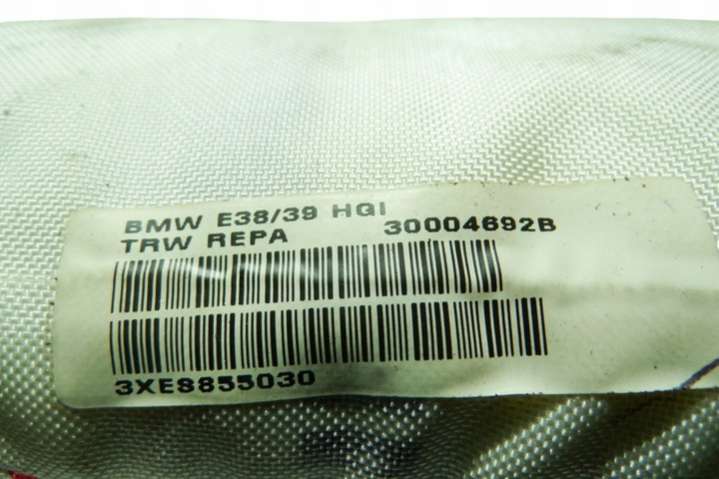 BMW E38/39 HGI
TRW REPA 30004692B
3XE8855030